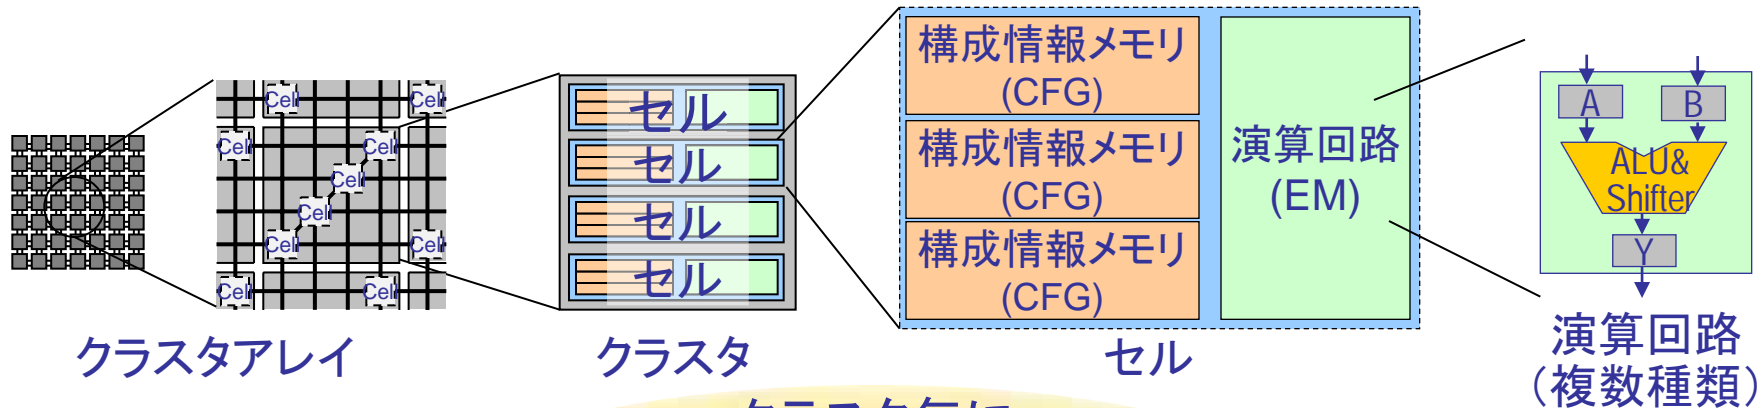 Cell
Cell
Cell
Cell
Cell
Cell
Cell
Cell
Cell
Cell
クラスタアレイ
セル
セル
セル
セル
クラスタ
構成情報メモリ
(CFG)
構成情報メモリ
(CFG)
構成情報メモリ
(CFG)
演算回路
(EM)
セル
A
B
ALU&
Shifter
Y
演算回路
（複数種類）